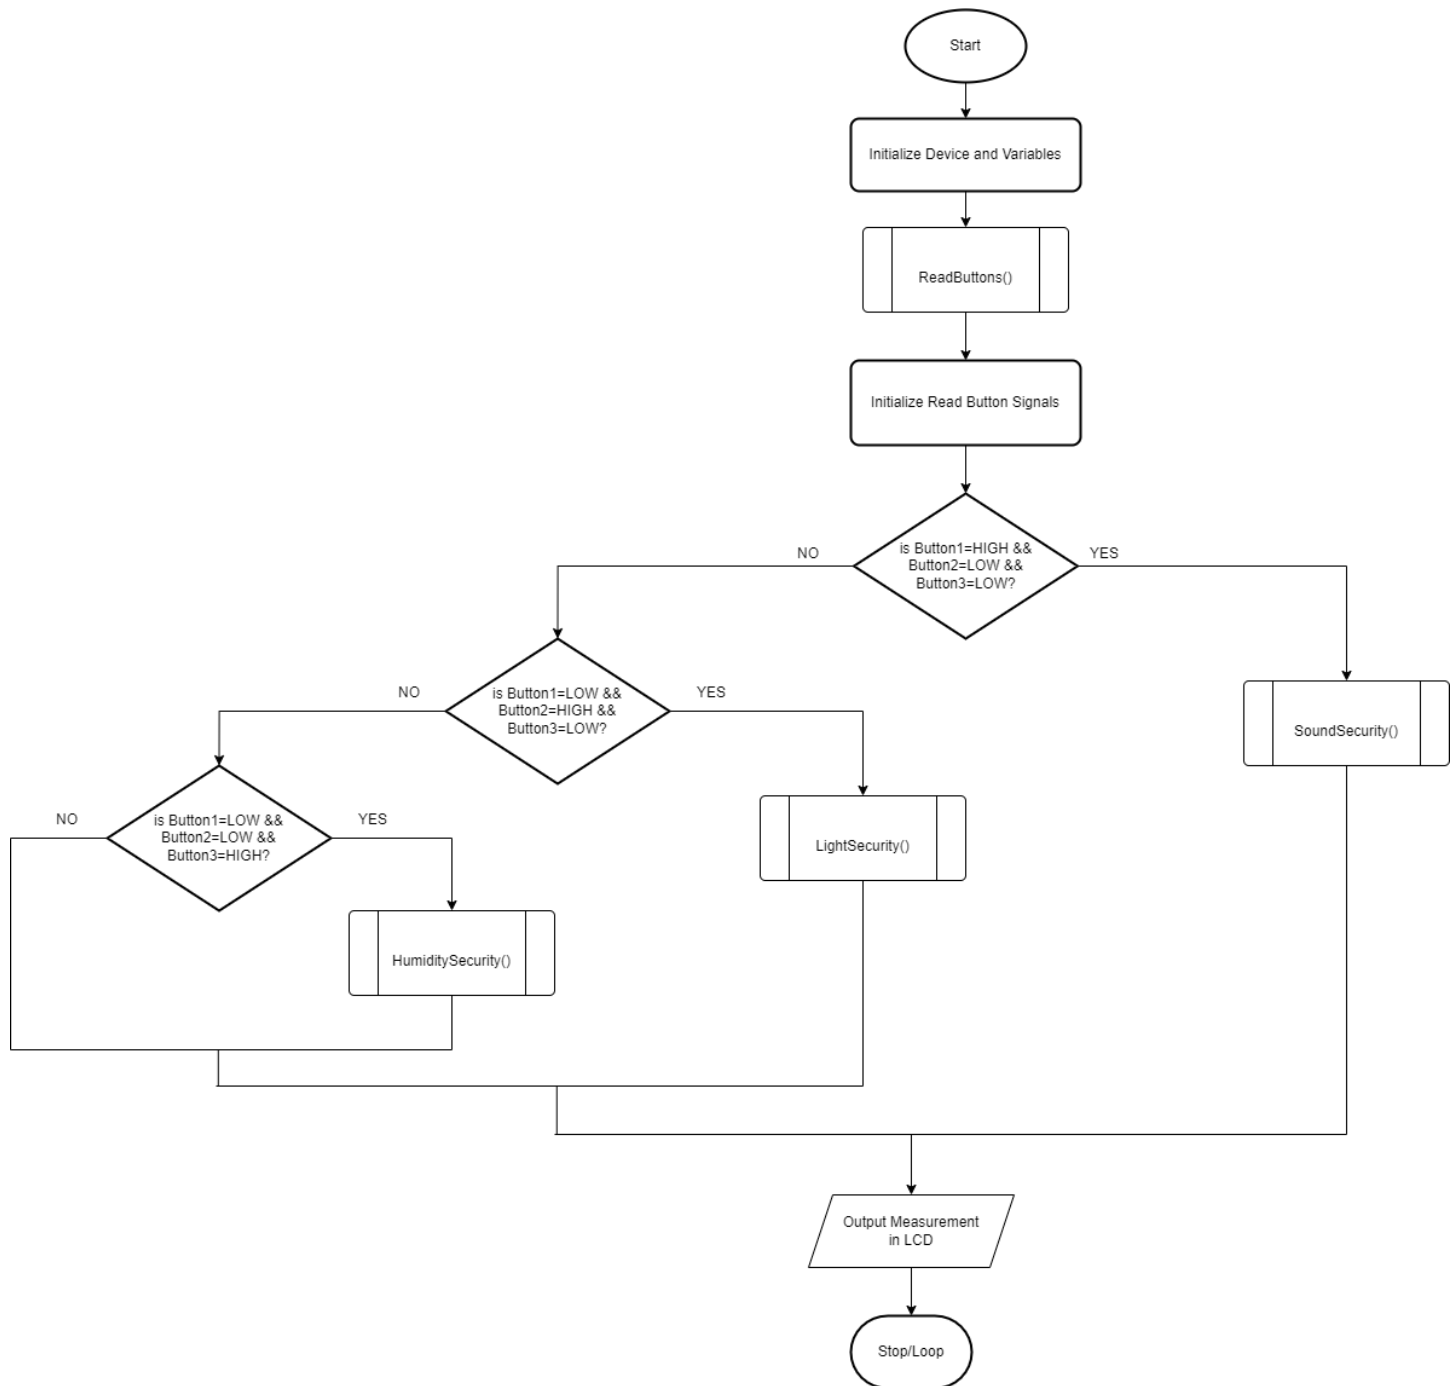 Start
Initialize Device and Variables
ReadButtons()
Initialize Read Button Signals
is Button1=HIGH &&
Button2=LOW &&
Button3=LOW?
NO
YES
is Button1=LOW &&
Button2=HIGH &&
Button3=LOW?
NO
YES
SoundSecurity()
is Button1=LOW &&
Button2=LOW &&
Button3=HIGH?
NO
YES
LightSecurity()
HumiditySecurity()
Output Measurement
in LCD
Stop/Loop